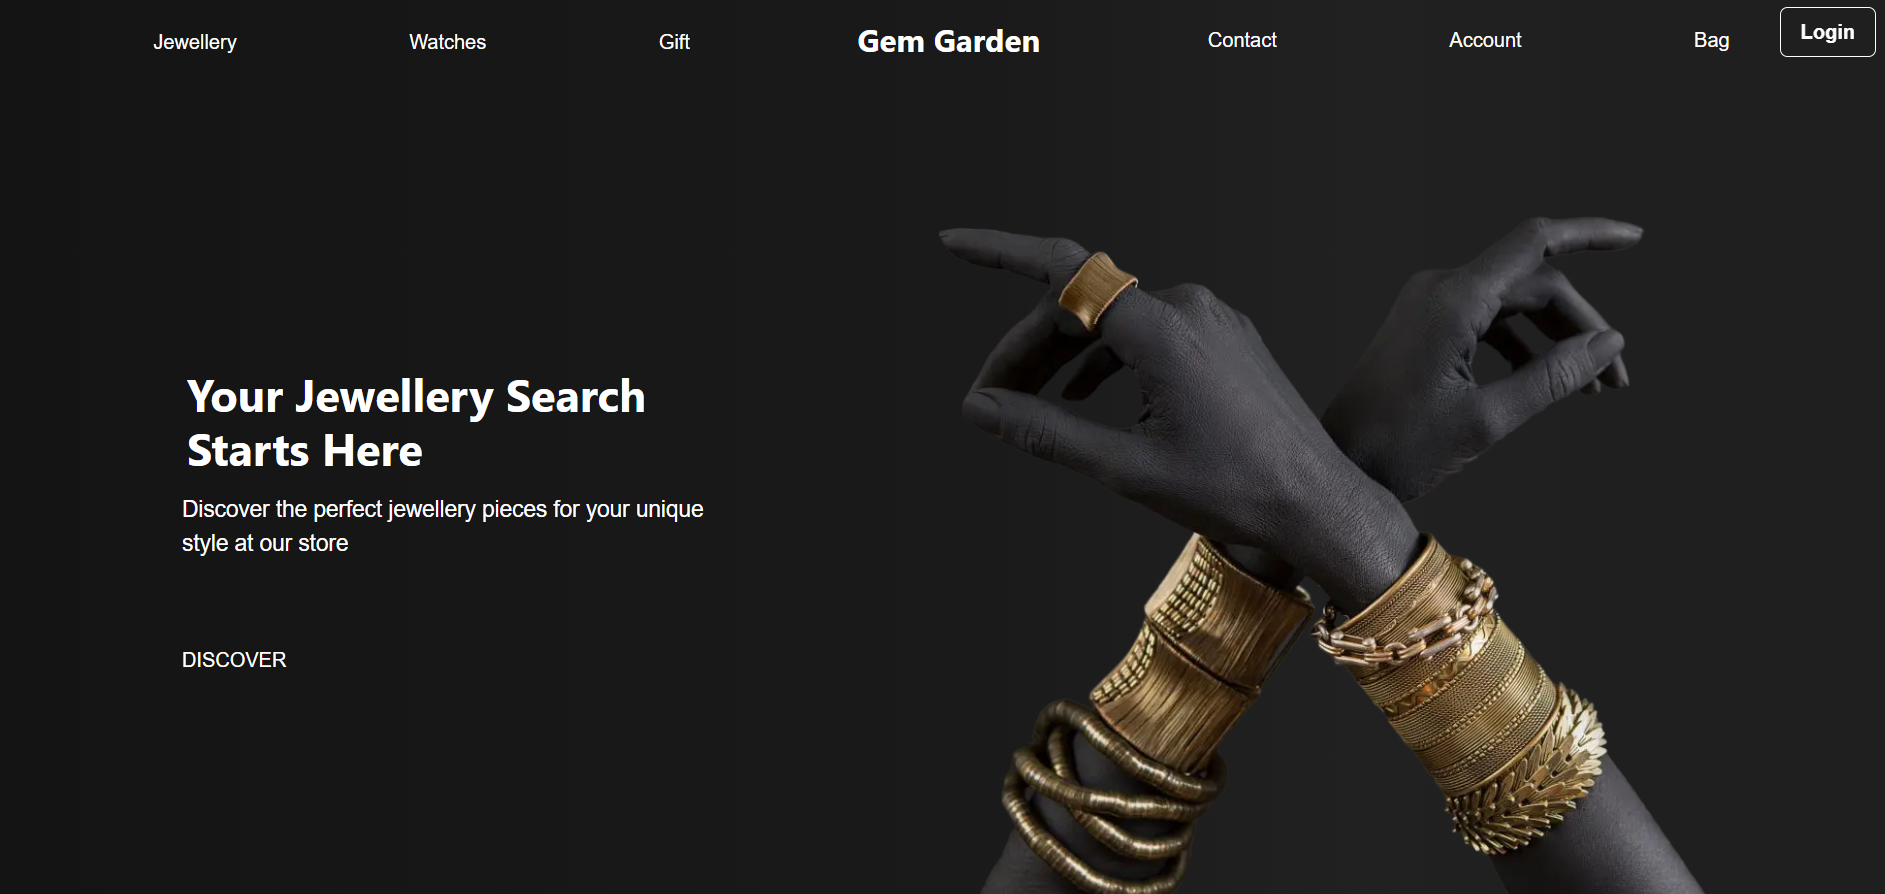 Jewellery Watches Gift Gem Garden Contact Account Bag Login
Your Jewellery Search
Starts Here
Discover the perfect jewellery pieces for your unique
style at our store
DISCOVER